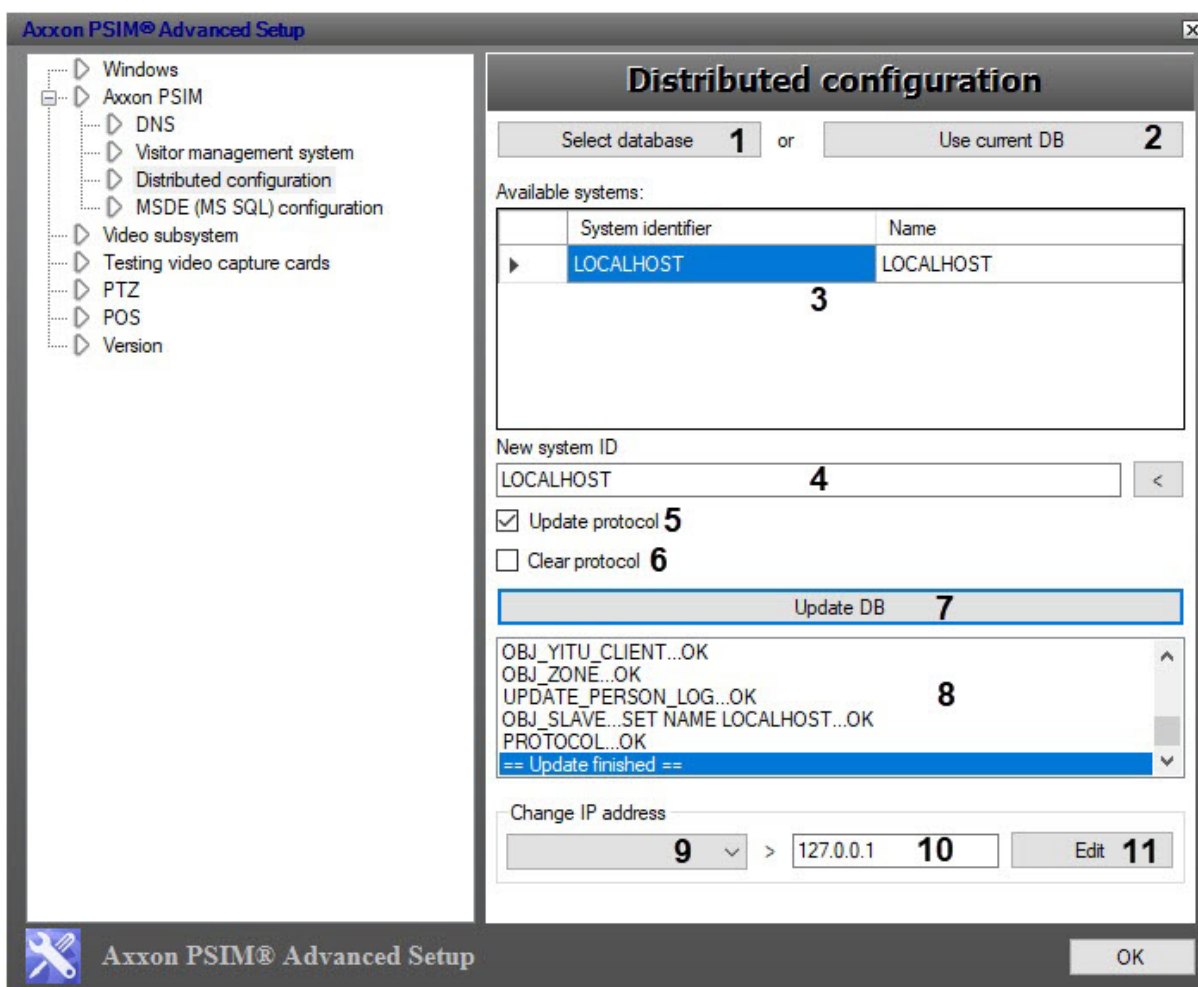 Axxon PSIM® Advanced Setup
Windows
Axxon PSIM
DNS
Visitor management system
Distributed configuration
MSDE (MS SQL) configuration
Video subsystem
Testing video capture cards
PTZ
POS
Version
Distributed configuration
Select database 1 or Use current DB 2
Available systems:
System identifier Name
LOCALHOST LOCALHOST
3
New system ID
LOCALHOST 4 <
Update protocol 5
Clear protocol 6
Update DB 7
OBJ_YITU_CLIENT...OK
OBJ_ZONE...OK
UPDATE_PERSON_LOG...OK
8
OBJ_SLAVE...SET NAME LOCALHOST...OK
PROTOCOL...OK
== Update finished ==
Change IP address
9 > 127.0.0.1 10 Edit 11
Axxon PSIM® Advanced Setup
OK